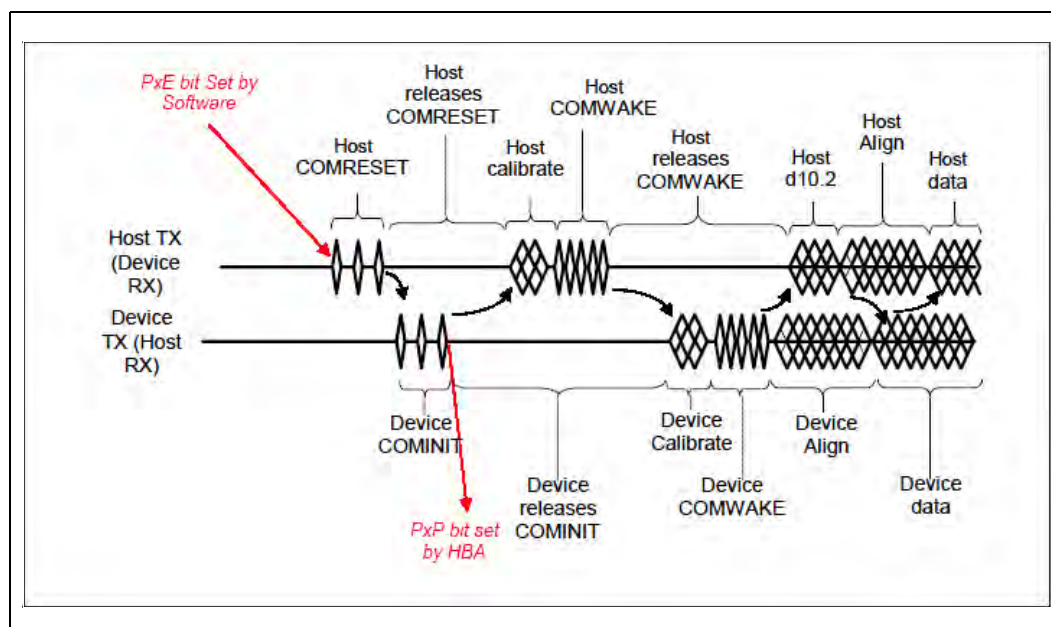 PxE bit Set by
Software
Host
COMRESET
Host
releases
COMRESET
Host
calibrate
Host
COMWAKE
Host
releases
COMWAKE
Host
d10.2
Host
Align
Host
data
Host TX
(Device
RX)
Device
TX (Host
RX)
Device
COMINIT
PxP bit set
by HBA
Device
releases
COMINIT
Device
Calibrate
Device
COMWAKE
Device
Align
Device
data